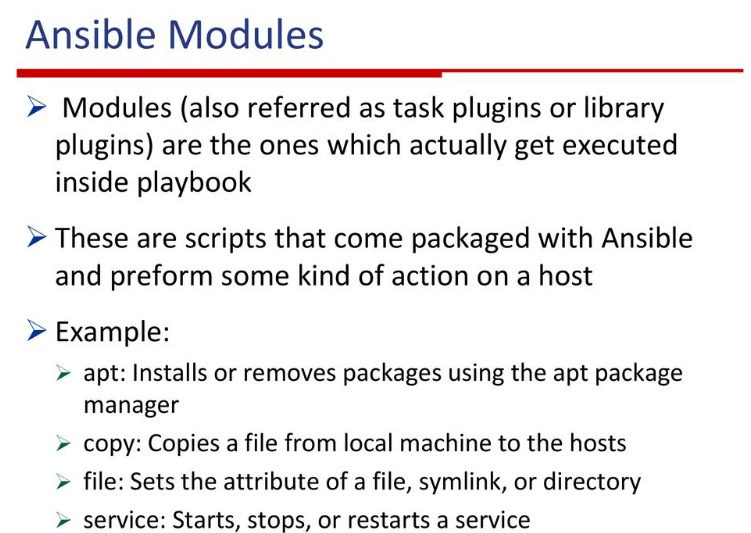 Ansible Modules
Modules (also referred as task plugins or library
plugins) are the ones which actually get executed
inside playbook
These are scripts that come packaged with Ansible
and preform some kind of action on a host
Example:
apt: Installs or removes packages using the apt package
manager
copy: Copies a file from local machine to the hosts
file: Sets the attribute of a file, symlink, or directory
service: Starts, stops, or restarts a service